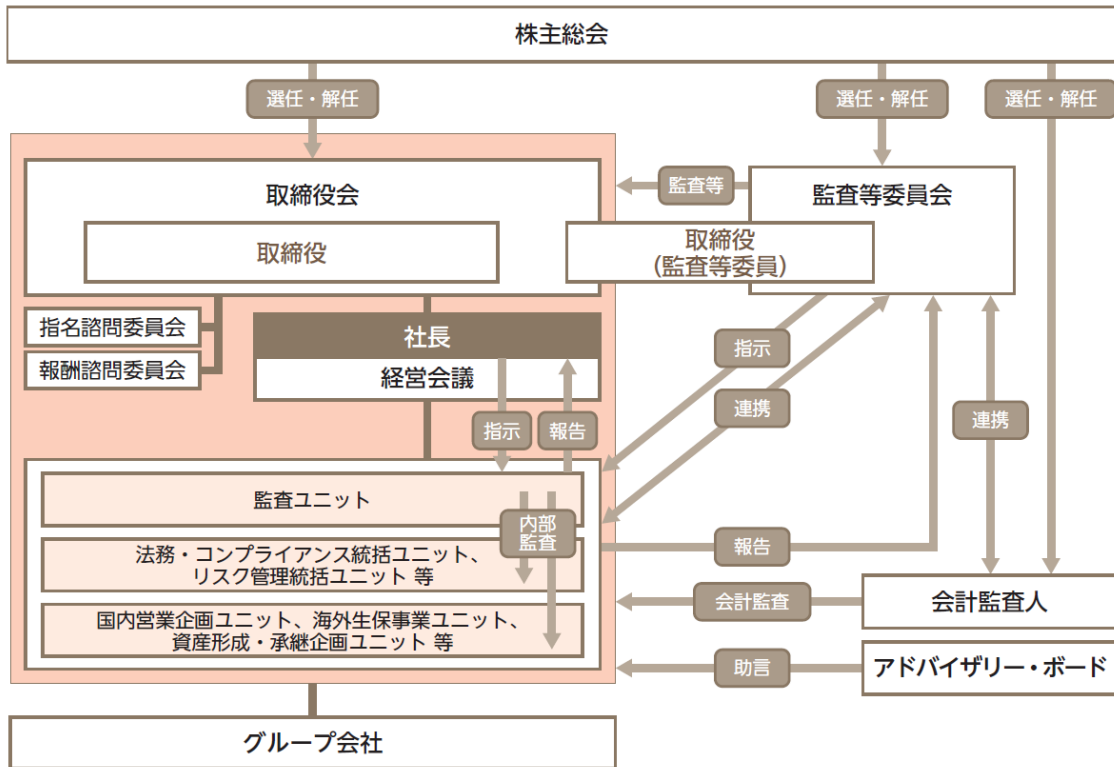 株主総会
選任・解任
選任・解任
選任・解任
取締役会
監査等
監査等委員会
取締役
取締役
(監査等委員)
指名諮問委員会
報酬諮問委員会
社長
経営会議
指示
連携
連携
指示
報告
監査ユニット
内部
監査
法務・コンプライアンス統括ユニット、
リスク管理統括ユニット 等
報告
国内営業企画ユニット、海外生保事業ユニット、
資産形成・承継企画ユニット 等
会計監査
会計監査人
助言
アドバイザリー・ボード
グループ会社